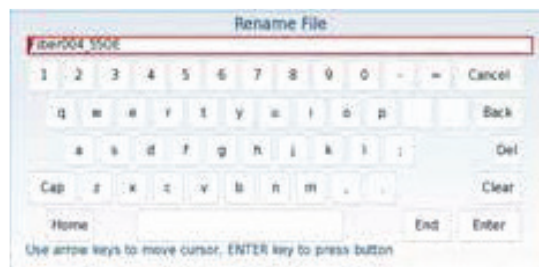 Rename File
Fiber004_SSOE
1 2 3 4 5 6 7 8 9 0 - = Cancel
q w e r t y u i o p Back
a s d f g h j k l ; Del
Cap z x c v b n m , . Clear
Home End Enter
Use arrow keys to move cursor, ENTER key to press button